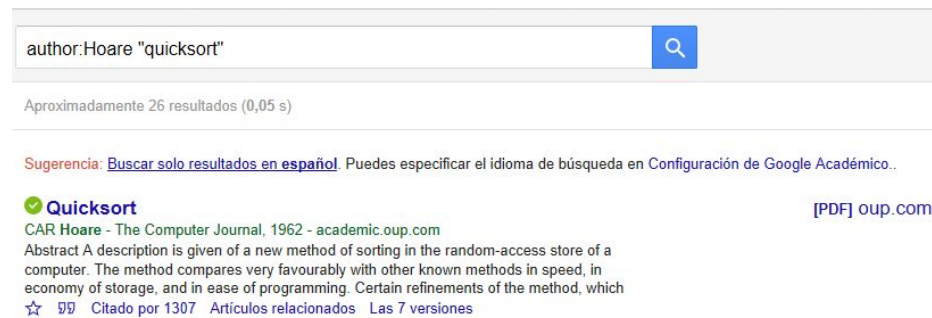 author:Hoare "quicksort"
Aproximadamente 26 resultados (0,05 s)
Sugerencia: Buscar solo resultados en español. Puedes especificar el idioma de búsqueda en Configuración de Google Académico..
Quicksort
[PDF] oup.com
CAR Hoare - The Computer Journal, 1962 - academic.oup.com
Abstract A description is given of a new method of sorting in the random-access store of a
computer. The method compares very favourably with other known methods in speed, in
economy of storage, and in ease of programming. Certain refinements of the method, which
Citado por 1307 Artículos relacionados Las 7 versiones